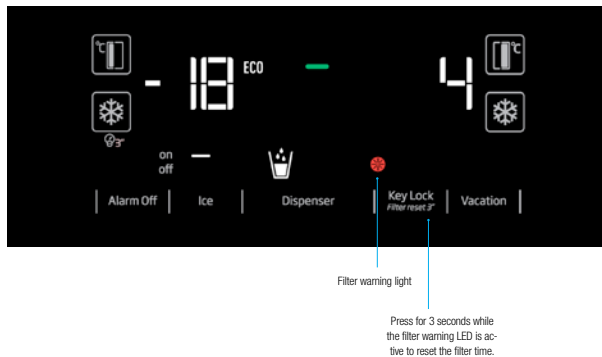 °C
- 18 ECO
4
°C
3"
on
off
Alarm Off
Ice
Dispenser
Key Lock
Filter reset 3"
Vacation
Filter warning light
Press for 3 seconds while
the filter warning LED is ac-
tive to reset the filter time.